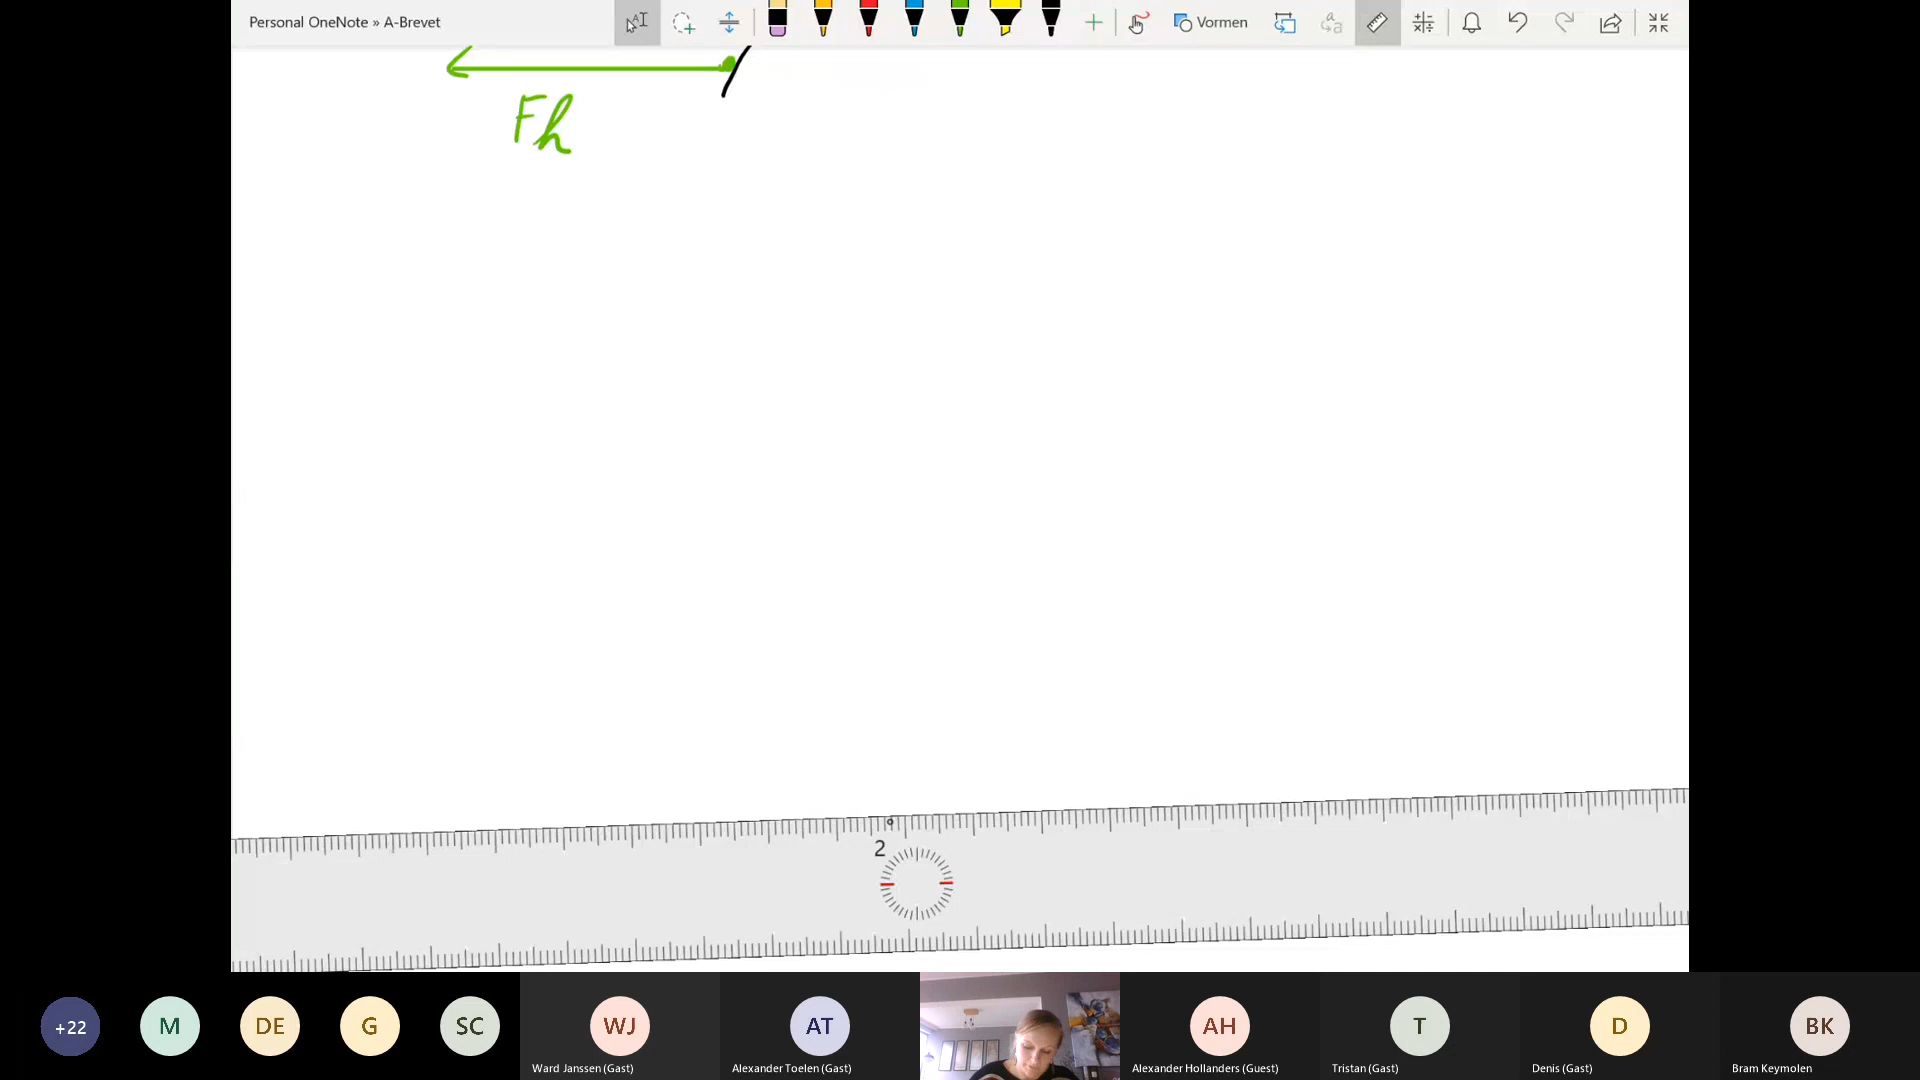 Personal OneNote » A-Brevet
Vormen
Fh
2°
+22
M
DE
G
SC
WJ
AT
AH
T
D
BK
Ward Janssen (Gast)
Alexander Toelen (Gast)
Alexander Hollanders (Guest)
Tristan (Gast)
Denis (Gast)
Bram Keymolen